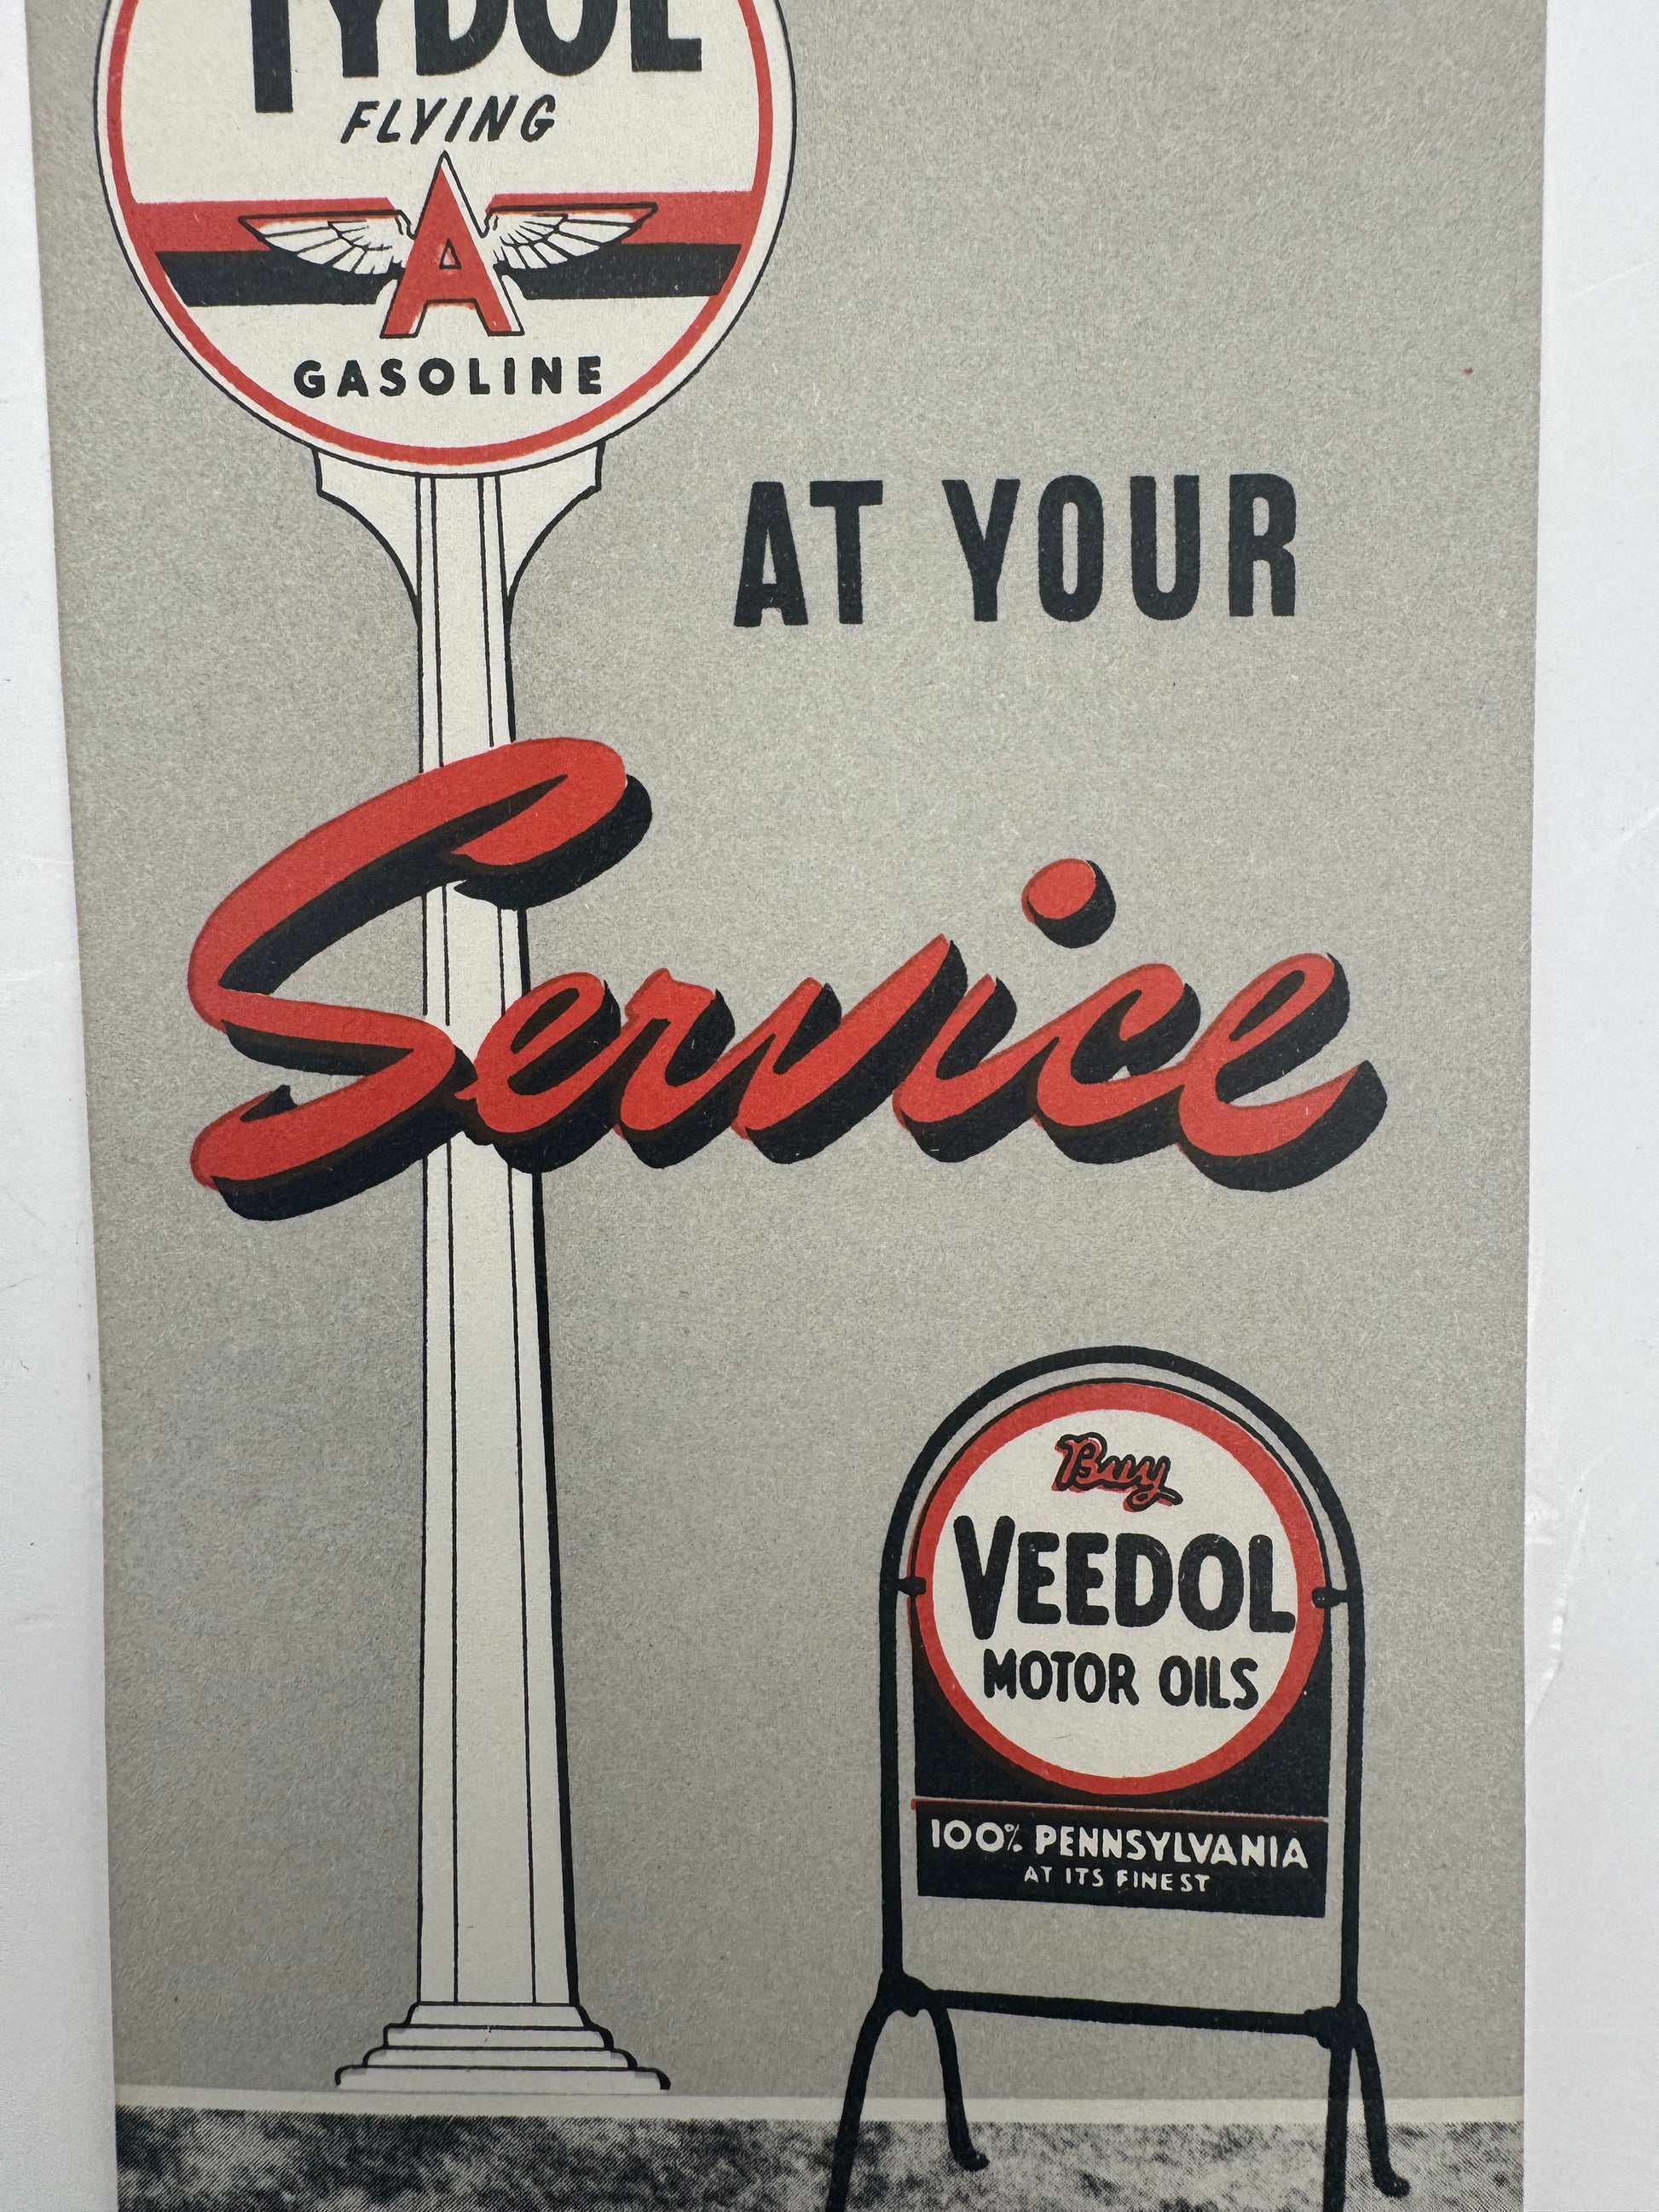 TYDOL
FLYING
A
GASOLINE
AT YOUR
Service
Buy
VEEDOL
MOTOR OILS
100% PENNSYLVANIA
AT ITS FINEST